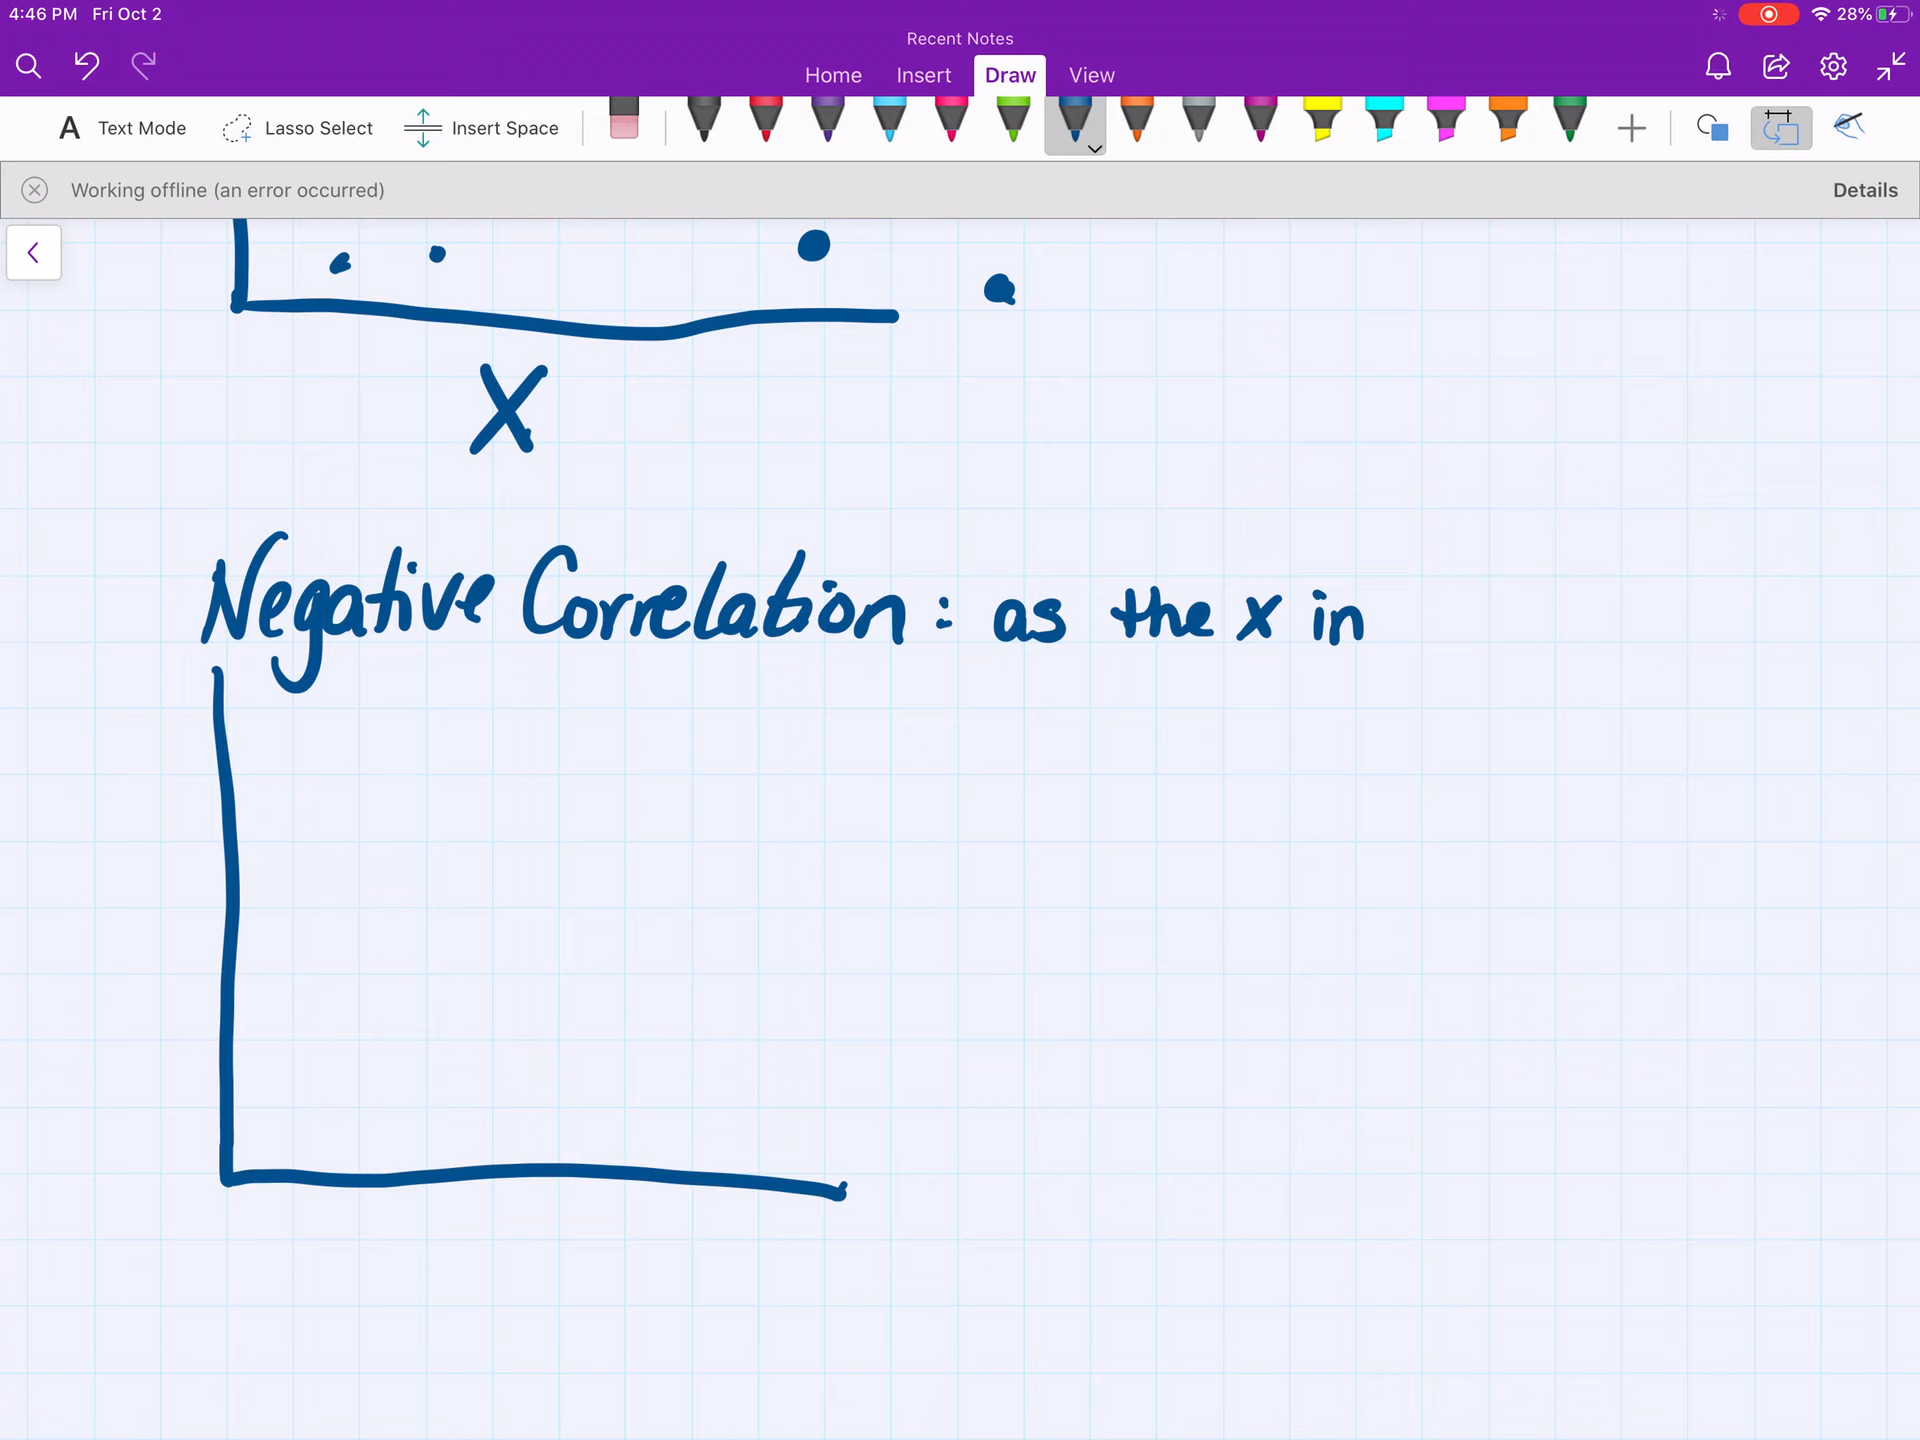 4:46 PM Fri Oct 2
28%
Recent Notes
Home Insert Draw View
A Text Mode Lasso Select Insert Space
Working offline (an error occurred) Details
X
Negative Correlation : as the x in